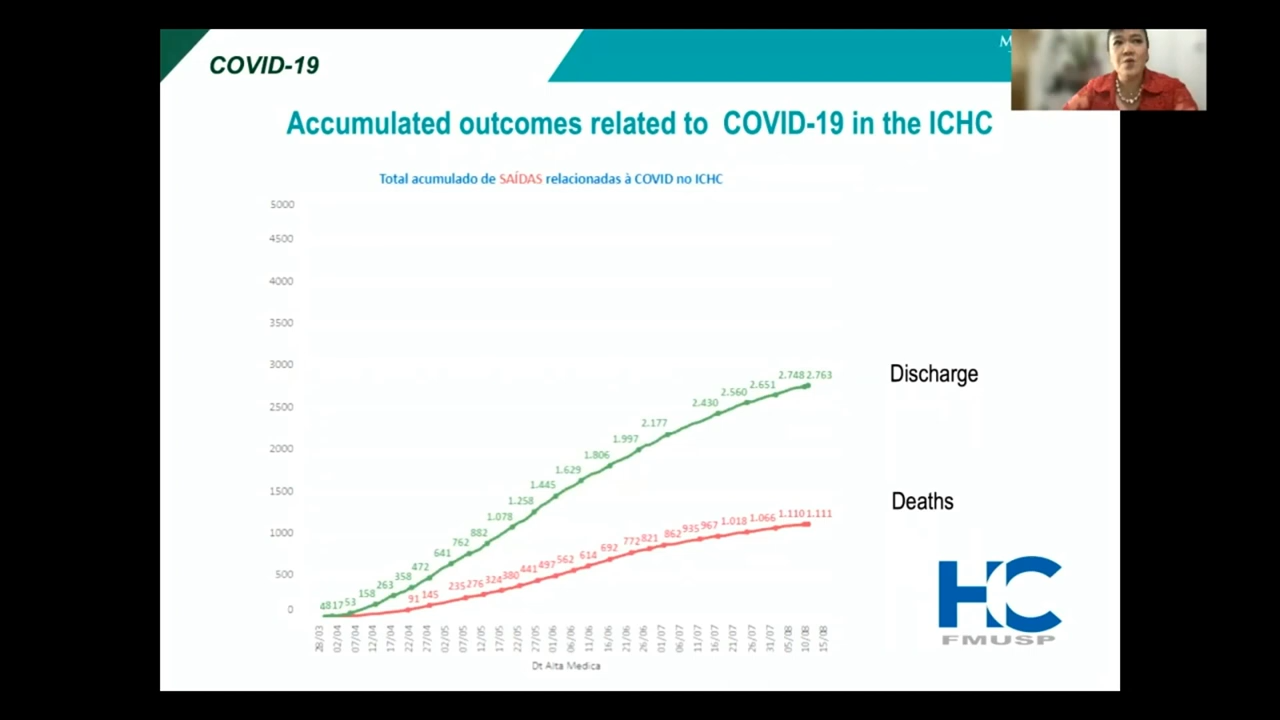 COVID-19
M
Accumulated outcomes related to COVID-19 in the ICHC
Total acumulado de SAÍDAS relacionadas à COVID no ICHC
5000
4500
4000
3500
3000
2500
2000
1500
1000
500
0
48 17 53 158 263 358 472 641 762 882 1.078 1.258 1.445 1.629 1.806 1.997 2.177 2.430 2.560 2.651 2.748 2.763
91 145 235 276 324 380 441 497 562 614 692 772 821 862 935 967 1.018 1.066 1.110 1.111
28/03 02/04 07/04 12/04 17/04 22/04 27/04 02/05 07/05 12/05 17/05 22/05 27/05 01/06 06/06 11/06 16/06 21/06 26/06 01/07 06/07 11/07 16/07 21/07 26/07 31/07 05/08 10/08 15/08
Dt Alta Medica
Discharge
Deaths
HC
FMUSP